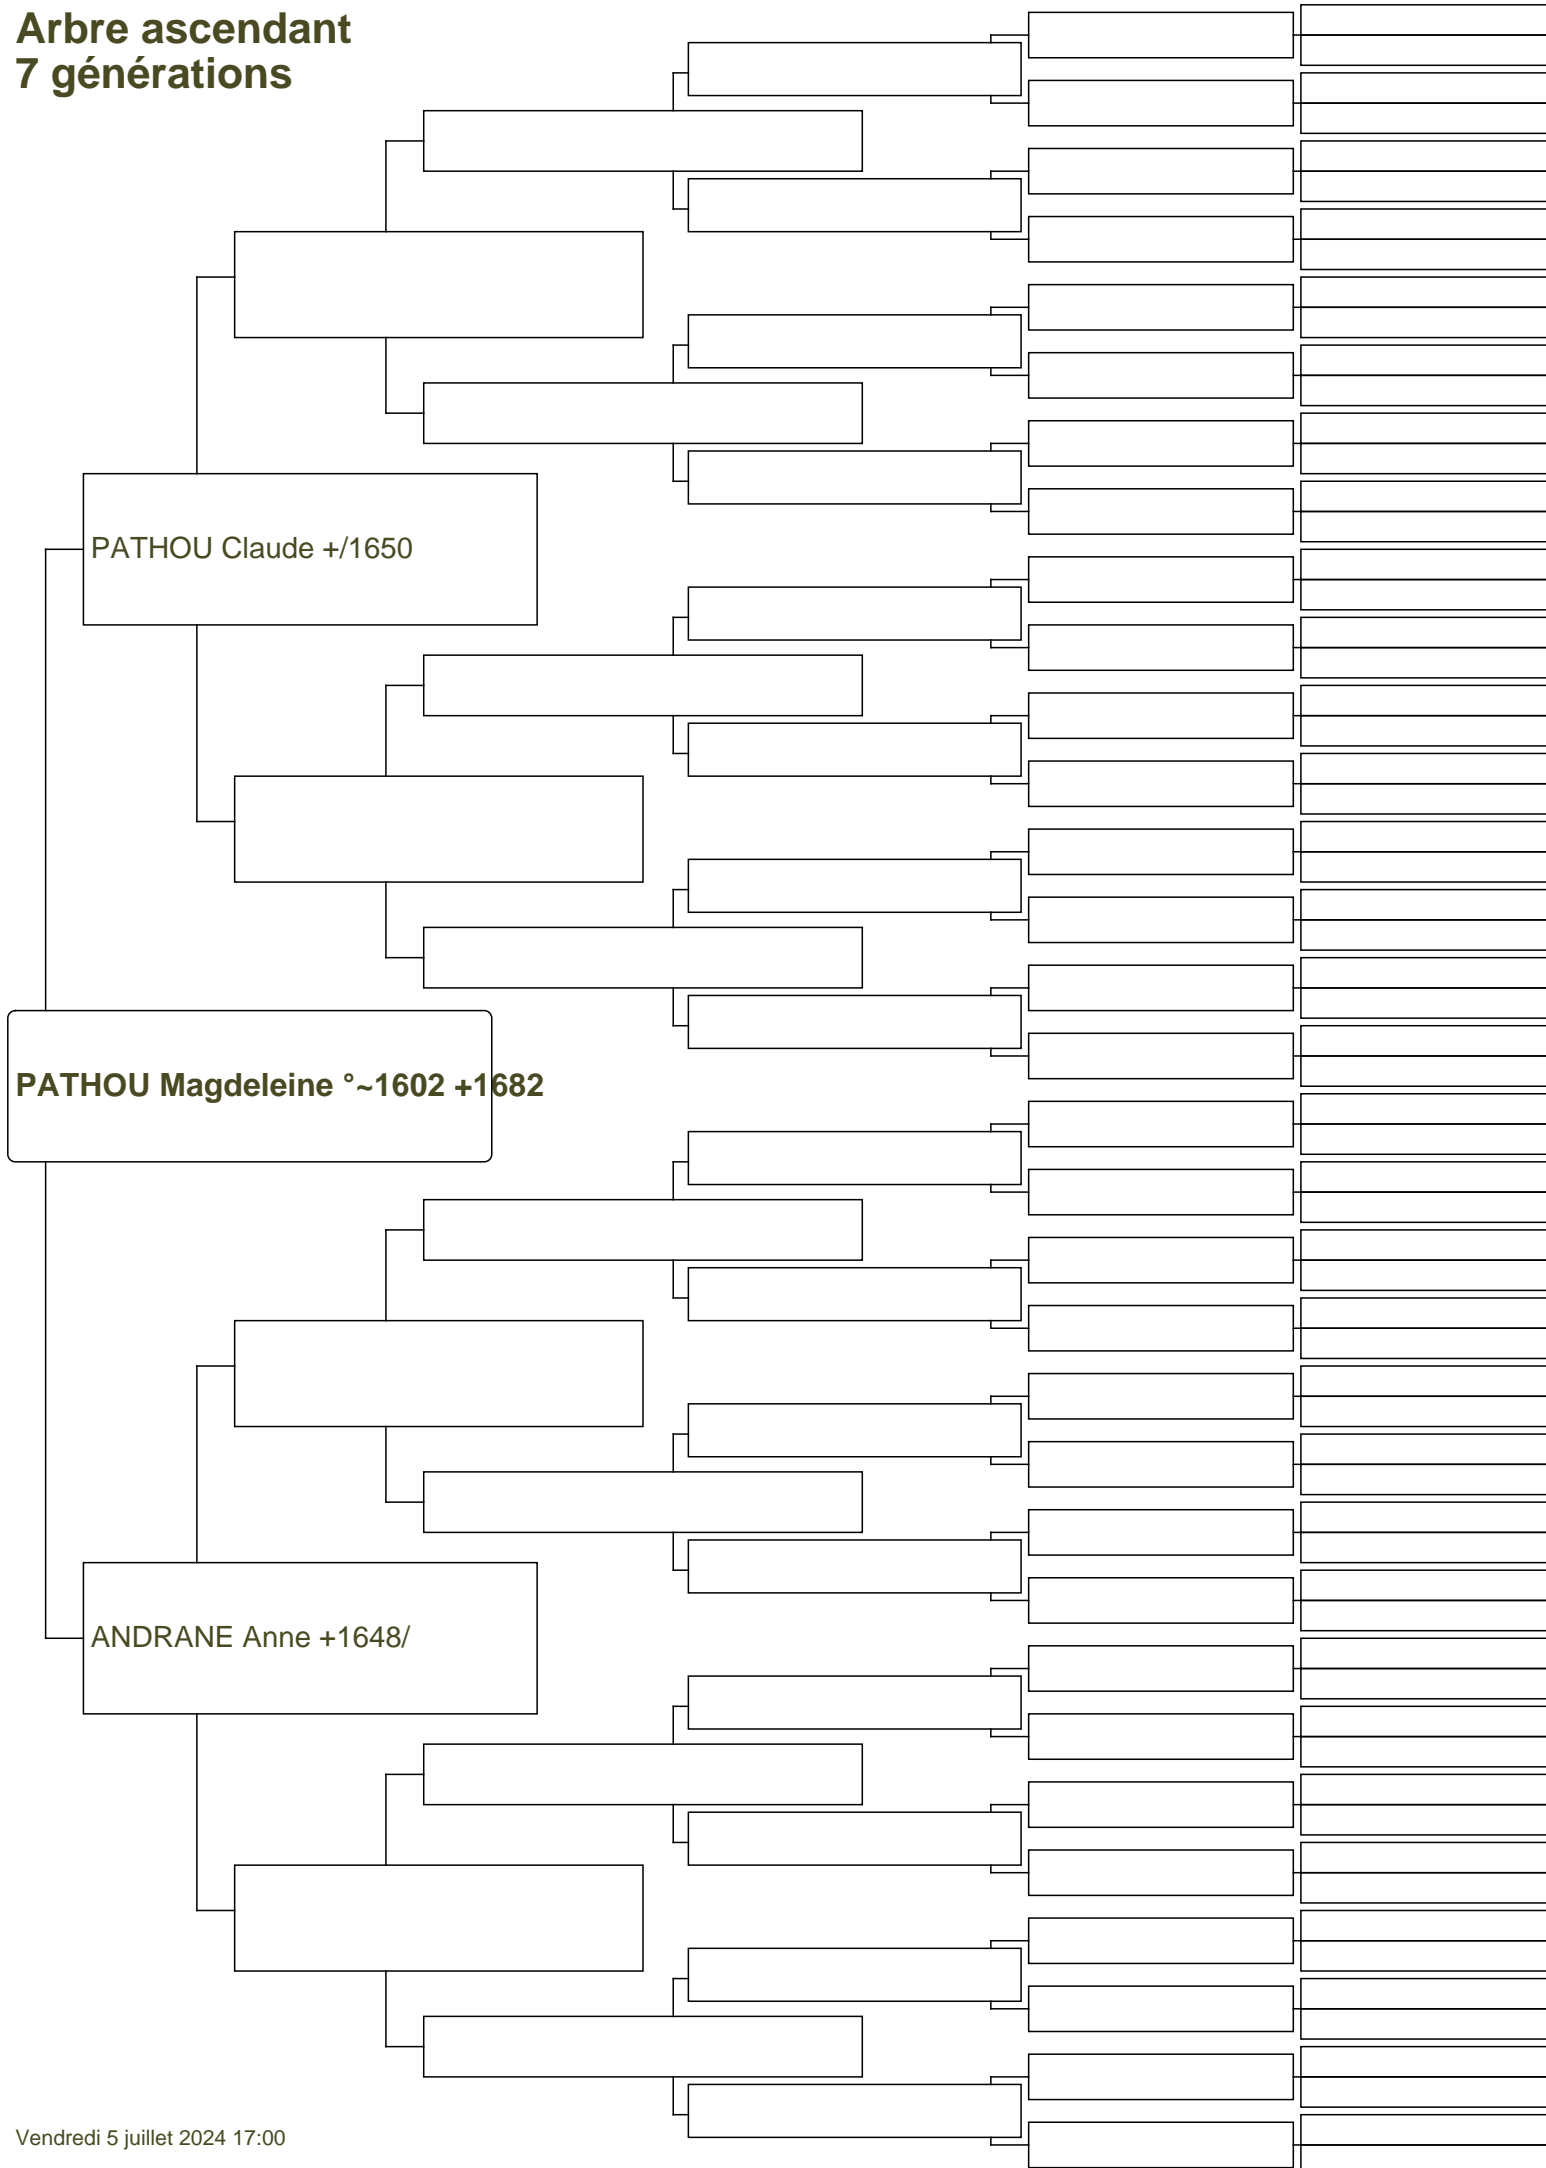 Arbre ascendant
7 générations
PATHOU Claude +/1650
PATHOU Magdeleine °~1602 +1682
ANDRANE Anne +1648/
Vendredi 5 juillet 2024 17:00